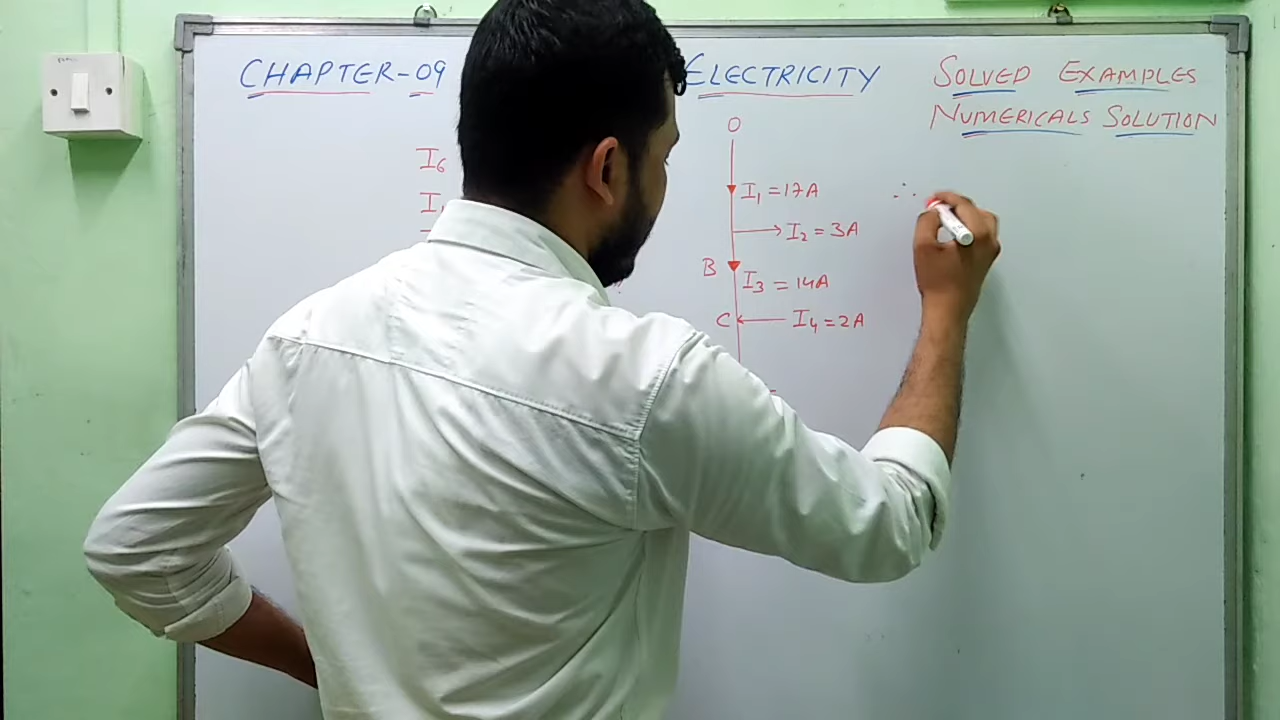 CHAPTER-09 ELECTRICITY
SOLVED EXAMPLES
NUMERICALS SOLUTION
O
I6
I₁ = 17A
I₂ = 3A
B
I₃ = 14A
C
I₄ = 2A
∴